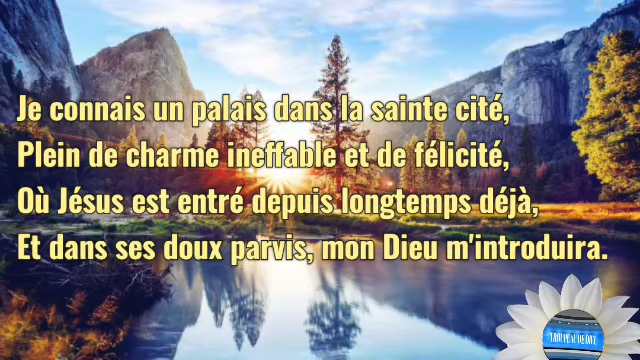 Je connais un palais dans la sainte cité,
Plein de charme ineffable et de félicité,
Où Jésus est entré depuis longtemps déjà,
Et dans ses doux parvis, mon Dieu m'introduira.